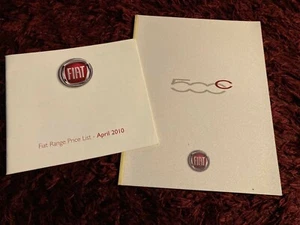 FIAT
Fiat Range Price List - April 2010
500C
FIAT